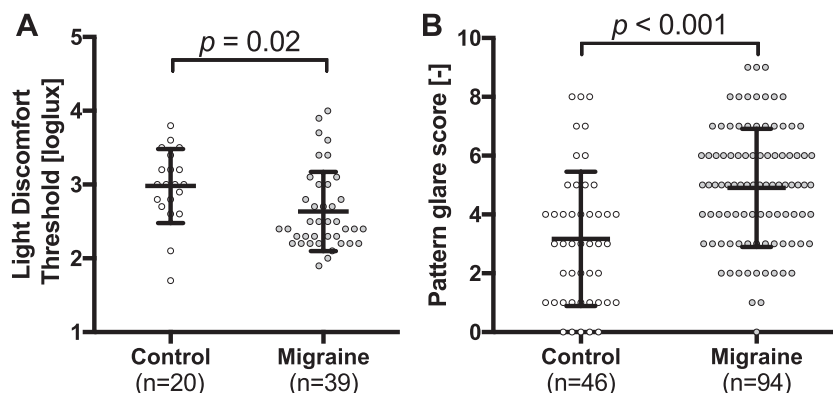 A
Light Discomfort
Threshold [loglux]
5
4
3
2
1
p = 0.02
Control
(n=20)
Migraine
(n=39)
B
Pattern glare score [-]
10
8
6
4
2
0
p < 0.001
Control
(n=46)
Migraine
(n=94)